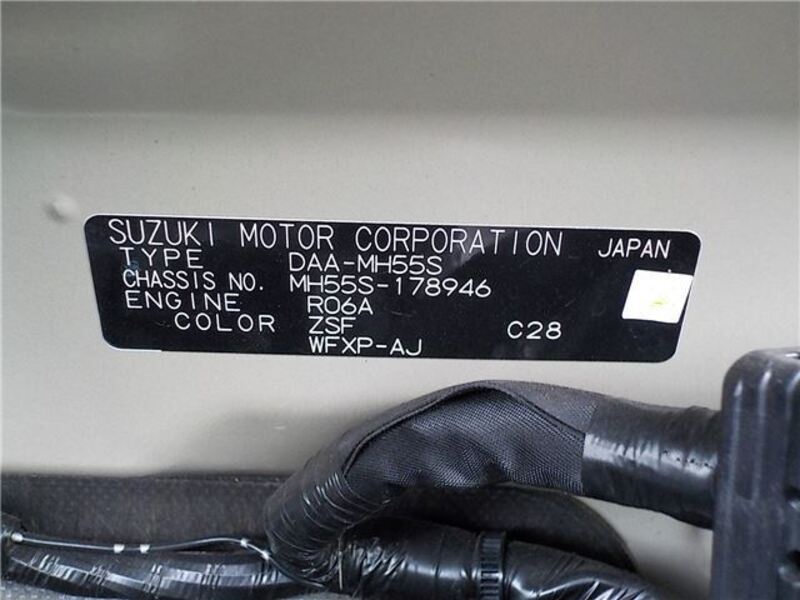 SUZUKI MOTOR CORPORATION JAPAN
TYPE DAA-MH55S
CHASSIS NO. MH55S-178946
ENGINE R06A
COLOR ZSF C28
WFXP-AJ